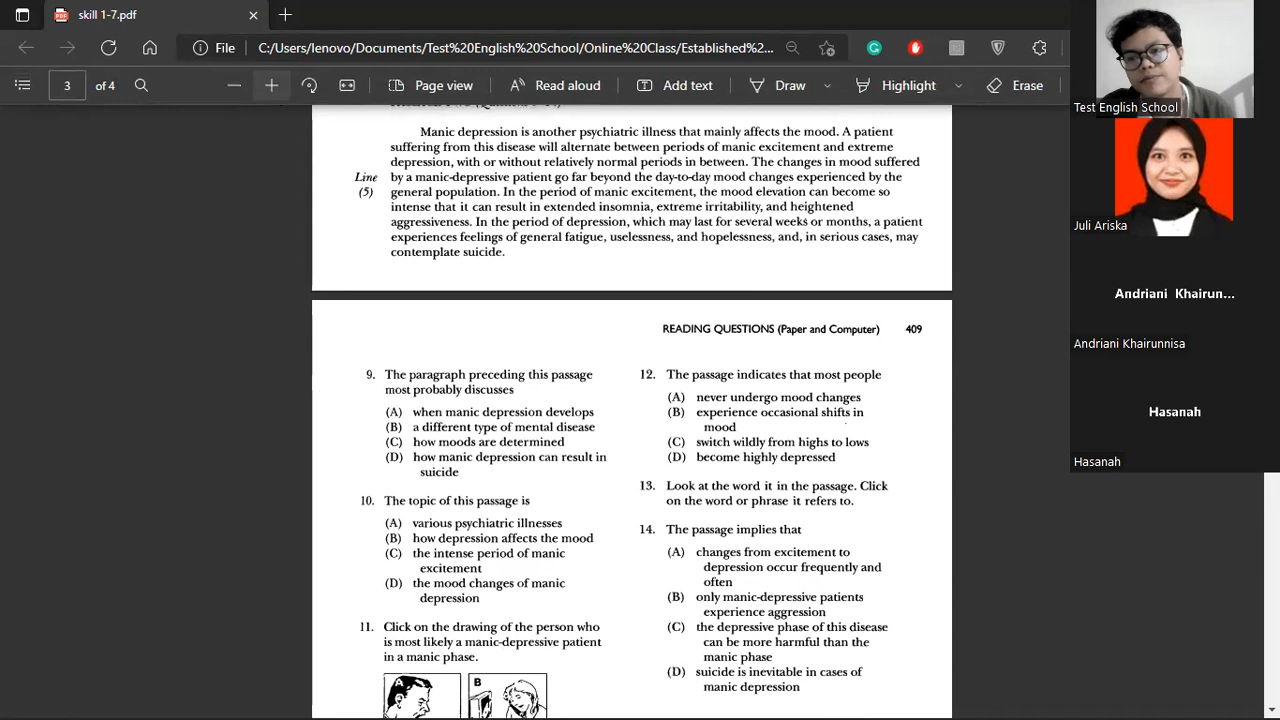 skill 1-7.pdf
File C:/Users/lenovo/Documents/Test%20English%20School/Online%20Class/Established%2...
3 of 4 Page view Read aloud Add text Draw Highlight Erase
Manic depression is another psychiatric illness that mainly affects the mood. A patient
suffering from this disease will alternate between periods of manic excitement and extreme
depression, with or without relatively normal periods in between. The changes in mood suffered
Line by a manic-depressive patient go far beyond the day-to-day mood changes experienced by the
(5) general population. In the period of manic excitement, the mood elevation can become so
intense that it can result in extended insomnia, extreme irritability, and heightened
aggressiveness. In the period of depression, which may last for several weeks or months, a patient
experiences feelings of general fatigue, uselessness, and hopelessness, and, in serious cases, may
contemplate suicide.
READING QUESTIONS (Paper and Computer) 409
9. The paragraph preceding this passage
most probably discusses
(A) when manic depression develops
(B) a different type of mental disease
(C) how moods are determined
(D) how manic depression can result in
suicide
10. The topic of this passage is
(A) various psychiatric illnesses
(B) how depression affects the mood
(C) the intense period of manic
excitement
(D) the mood changes of manic
depression
11. Click on the drawing of the person who
is most likely a manic-depressive patient
in a manic phase.
A B
12. The passage indicates that most people
(A) never undergo mood changes
(B) experience occasional shifts in
mood
(C) switch wildly from highs to lows
(D) become highly depressed
13. Look at the word it in the passage. Click
on the word or phrase it refers to.
14. The passage implies that
(A) changes from excitement to
depression occur frequently and
often
(B) only manic-depressive patients
experience aggression
(C) the depressive phase of this disease
can be more harmful than the
manic phase
(D) suicide is inevitable in cases of
manic depression
Test English School
Juli Ariska
Andriani Khairun...
Andriani Khairunnisa
Hasanah
Hasanah